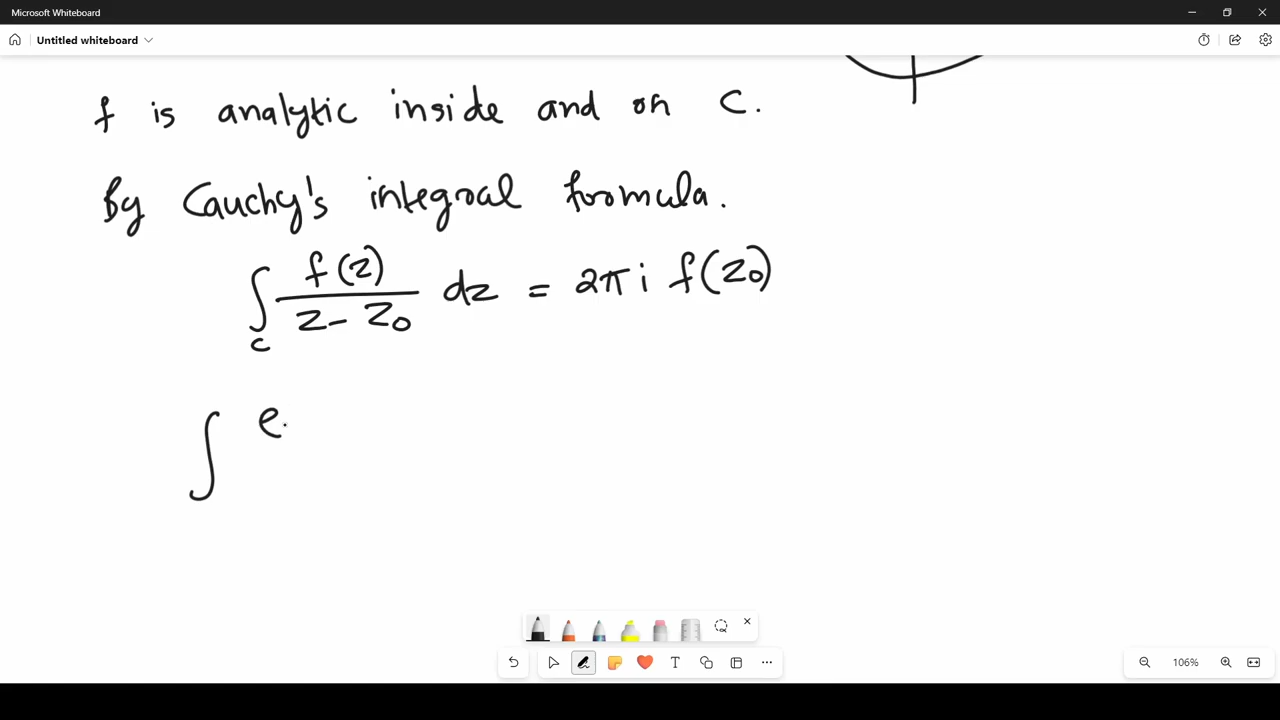 Microsoft Whiteboard
Untitled whiteboard
f is analytic inside and on C.
By Cauchy's integral formula.
∫_C f(z)/(z - z₀) dz = 2πi f(z₀)
∫ e
106%